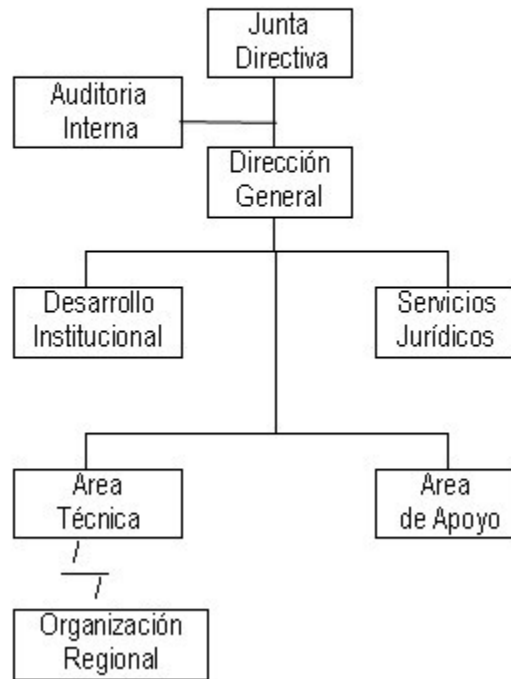 Junta
Directiva
Auditoria
Interna
Dirección
General
Desarrollo
Institucional
Servicios
Jurídicos
Area
Técnica
Area
de Apoyo
Organización
Regional